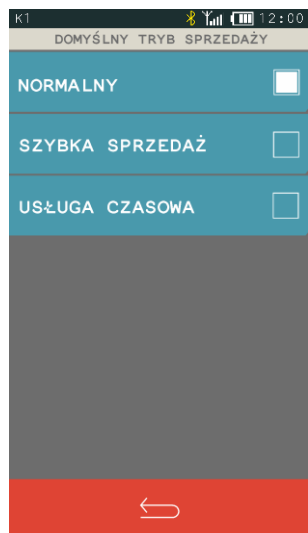 K1 12:00
DOMYŚLNY TRYB SPRZEDAŻY
NORMALNY
SZYBKA SPRZEDAŻ
USŁUGA CZASOWA